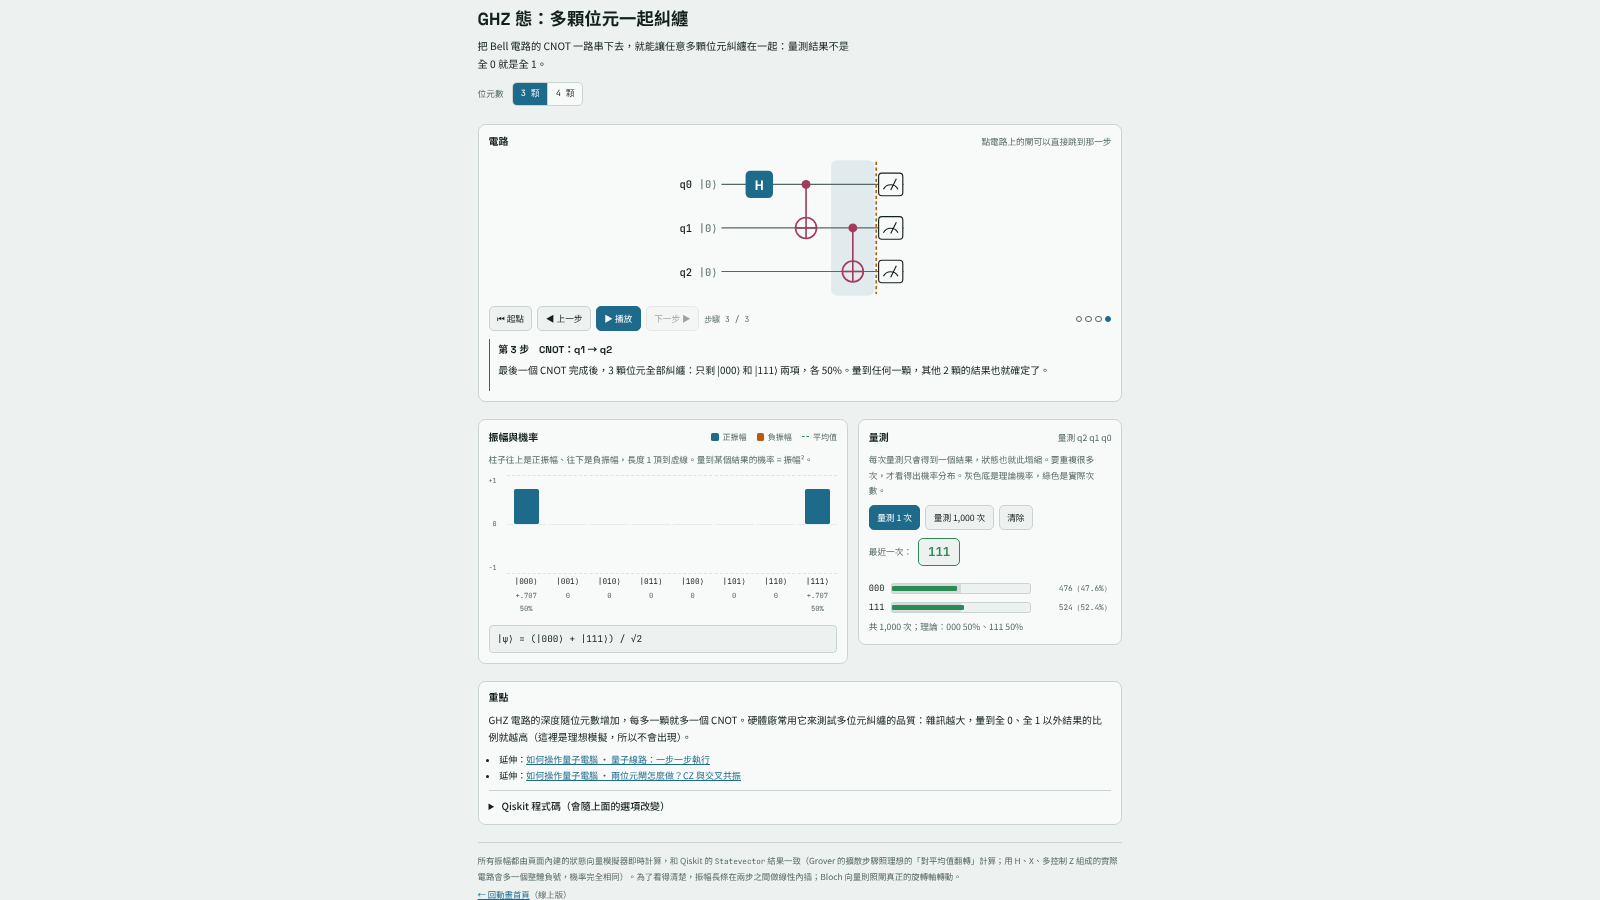 GHZ 態：多顆位元一起糾纏
把 Bell 電路的 CNOT 一路串下去，就能讓任意多顆位元糾纏在一起：量測結果不是
全 0 就是全 1。
位元數 3 顆 4 顆
電路 點電路上的閘可以直接跳到那一步
q0 |0⟩ H
q1 |0⟩
q2 |0⟩
⏮ 起點 ◀ 上一步 ▶ 播放 下一步 ▶ 步驟 3 / 3
第 3 步 CNOT：q1 → q2
最後一個 CNOT 完成後，3 顆位元全部糾纏：只剩 |000⟩ 和 |111⟩ 兩項，各 50%。量到任何一顆，其他 2 顆的結果也就確定了。
振幅與機率 正振幅 負振幅 平均值
柱子往上是正振幅、往下是負振幅，長度 1 頂到虛線。量到某個結果的機率 = 振幅²。
+1
0
-1
|000⟩ |001⟩ |010⟩ |011⟩ |100⟩ |101⟩ |110⟩ |111⟩
+.707 0 0 0 0 0 0 +.707
50% 50%
|ψ⟩ = (|000⟩ + |111⟩) / √2
量測 量測 q2 q1 q0
每次量測只會得到一個結果，狀態也就此塌縮。要重複很多
次，才看得出機率分布。灰色底是理論機率，綠色是實際次
數。
量測 1 次 量測 1,000 次 清除
最近一次： 111
000 476 (47.6%)
111 524 (52.4%)
共 1,000 次；理論：000 50%、111 50%
重點
GHZ 電路的深度隨位元數增加，每多一顆就多一個 CNOT。硬體廠常用它來測試多位元糾纏的品質：雜訊越大，量到全 0、全 1 以外結果的比
例就越高（這裡是理想模擬，所以不會出現）。
• 延伸：如何操作量子電腦 · 量子線路：一步一步執行
• 延伸：如何操作量子電腦 · 兩位元閘怎麼做？CZ 與交叉共振
▶ Qiskit 程式碼（會隨上面的選項改變）
所有振幅都由頁面內建的狀態向量模擬器即時計算，和 Qiskit 的 Statevector 結果一致（Grover 的擴散步驟照理想的「對平均值翻轉」計算；用 H、X、多控制 Z 組成的實際
電路會多一個整體負號，機率完全相同）。為了看得清楚，振幅長條在兩步之間做線性內插；Bloch 向量則照閘真正的旋轉軸轉動。
← 回動畫首頁（線上版）